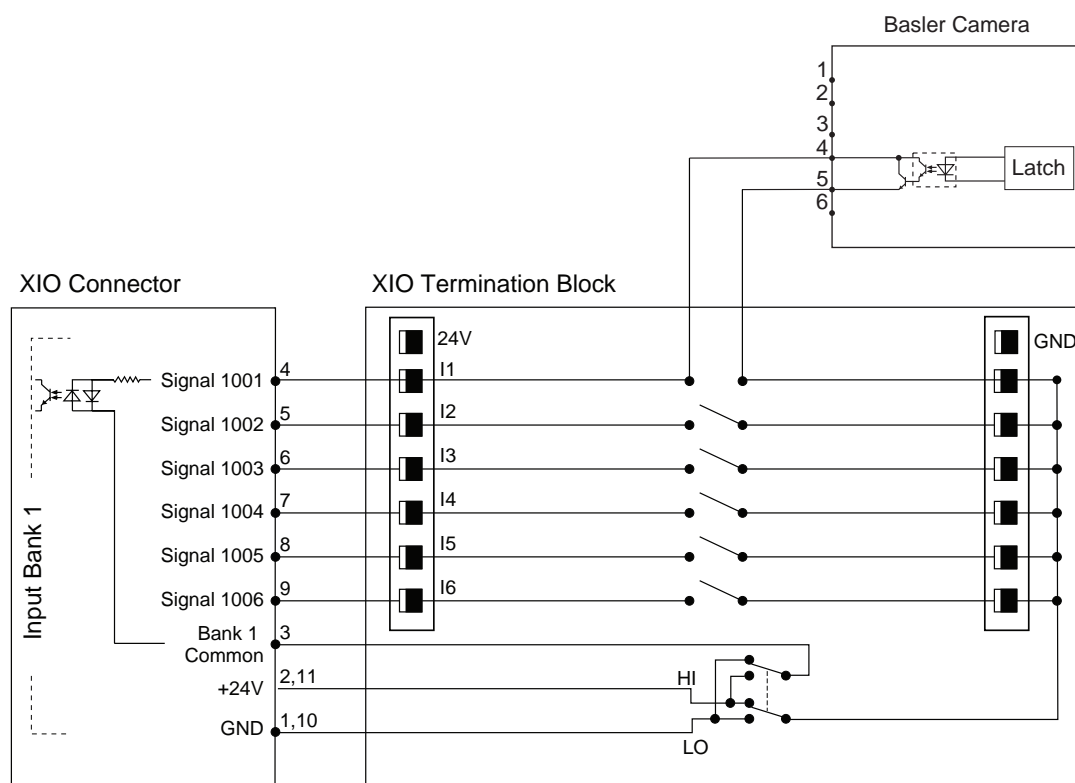 Basler Camera
1
2
3
4
5
6
Latch
XIO Connector
XIO Termination Block
24V
GND
Signal 1001
4
I1
Signal 1002
5
I2
Signal 1003
6
I3
Signal 1004
7
I4
Signal 1005
8
I5
Signal 1006
9
I6
Input Bank 1
Bank 1
Common
3
+24V
2,11
HI
GND
1,10
LO